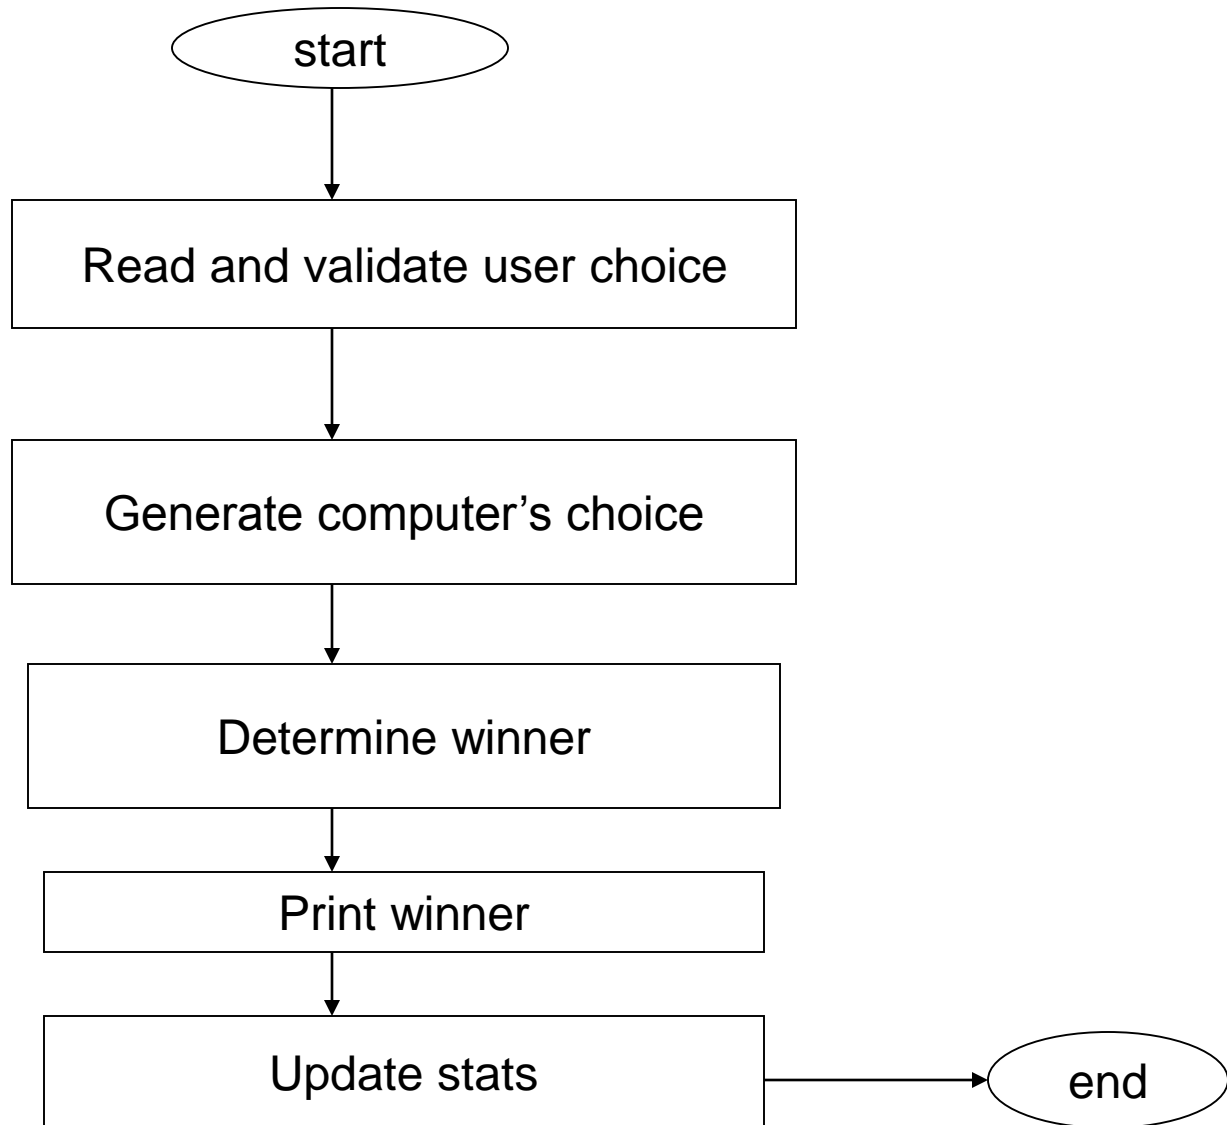 start
Read and validate user choice
Generate computer’s choice
Determine winner
Print winner
Update stats
end